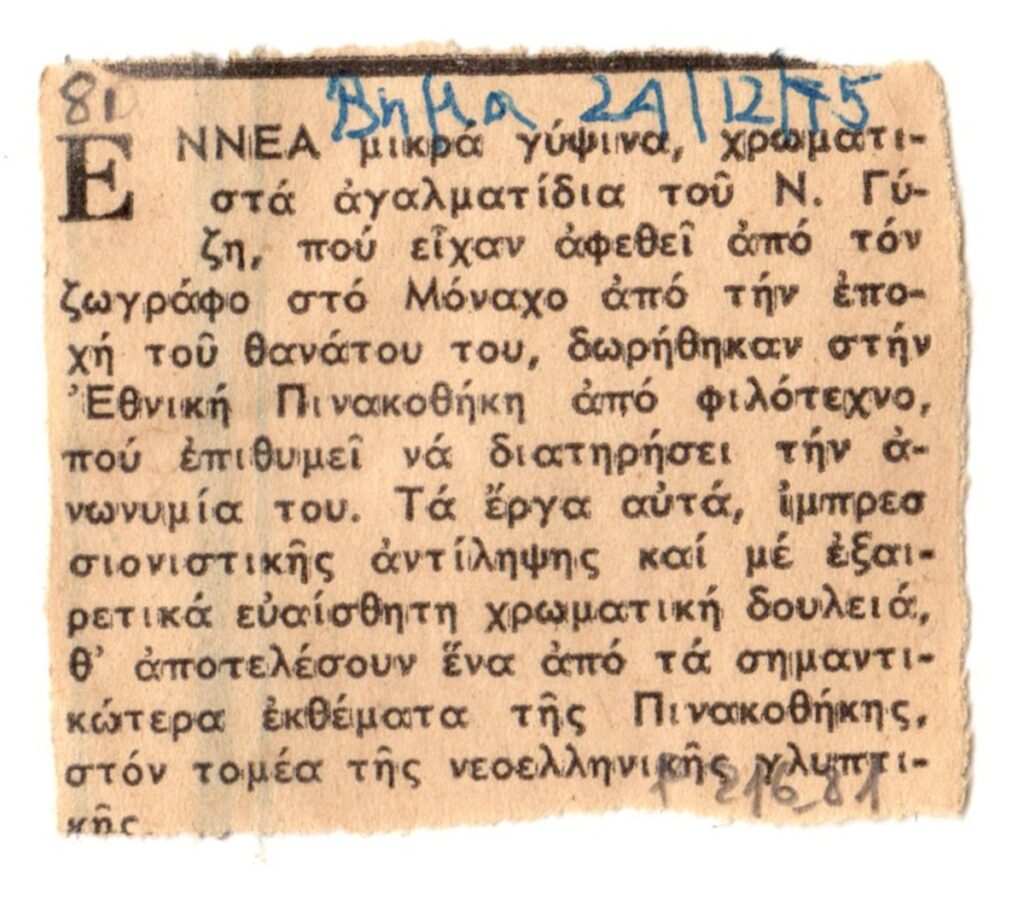 81
Βημα 24/12/75
ΕΝΝΕΑ μικρά γύψινα, χρωματι-
στά ἀγαλματίδια τοῦ Ν. Γύ-
ζη, πού εἶχαν ἀφεθεῖ ἀπό τόν
ζωγράφο στό Μόναχο ἀπό τήν ἐπο-
χή τοῦ θανάτου του, δωρήθηκαν στήν
Ἐθνική Πινακοθήκη ἀπό φιλότεχνο,
πού ἐπιθυμεῖ νά διατηρήσει τήν ἀ-
νωνυμία του. Τά ἔργα αὐτά, ἰμπρεσ
σιονιστικῆς ἀντίληψης καί μέ ἐξαι-
ρετικά εὐαίσθητη χρωματική δουλειά,
θ' ἀποτελέσουν ἕνα ἀπό τά σημαντι-
κώτερα ἐκθέματα τῆς Πινακοθήκης,
στόν τομέα τῆς νεοελληνικῆς γλυπτι-
κῆς.
216_81